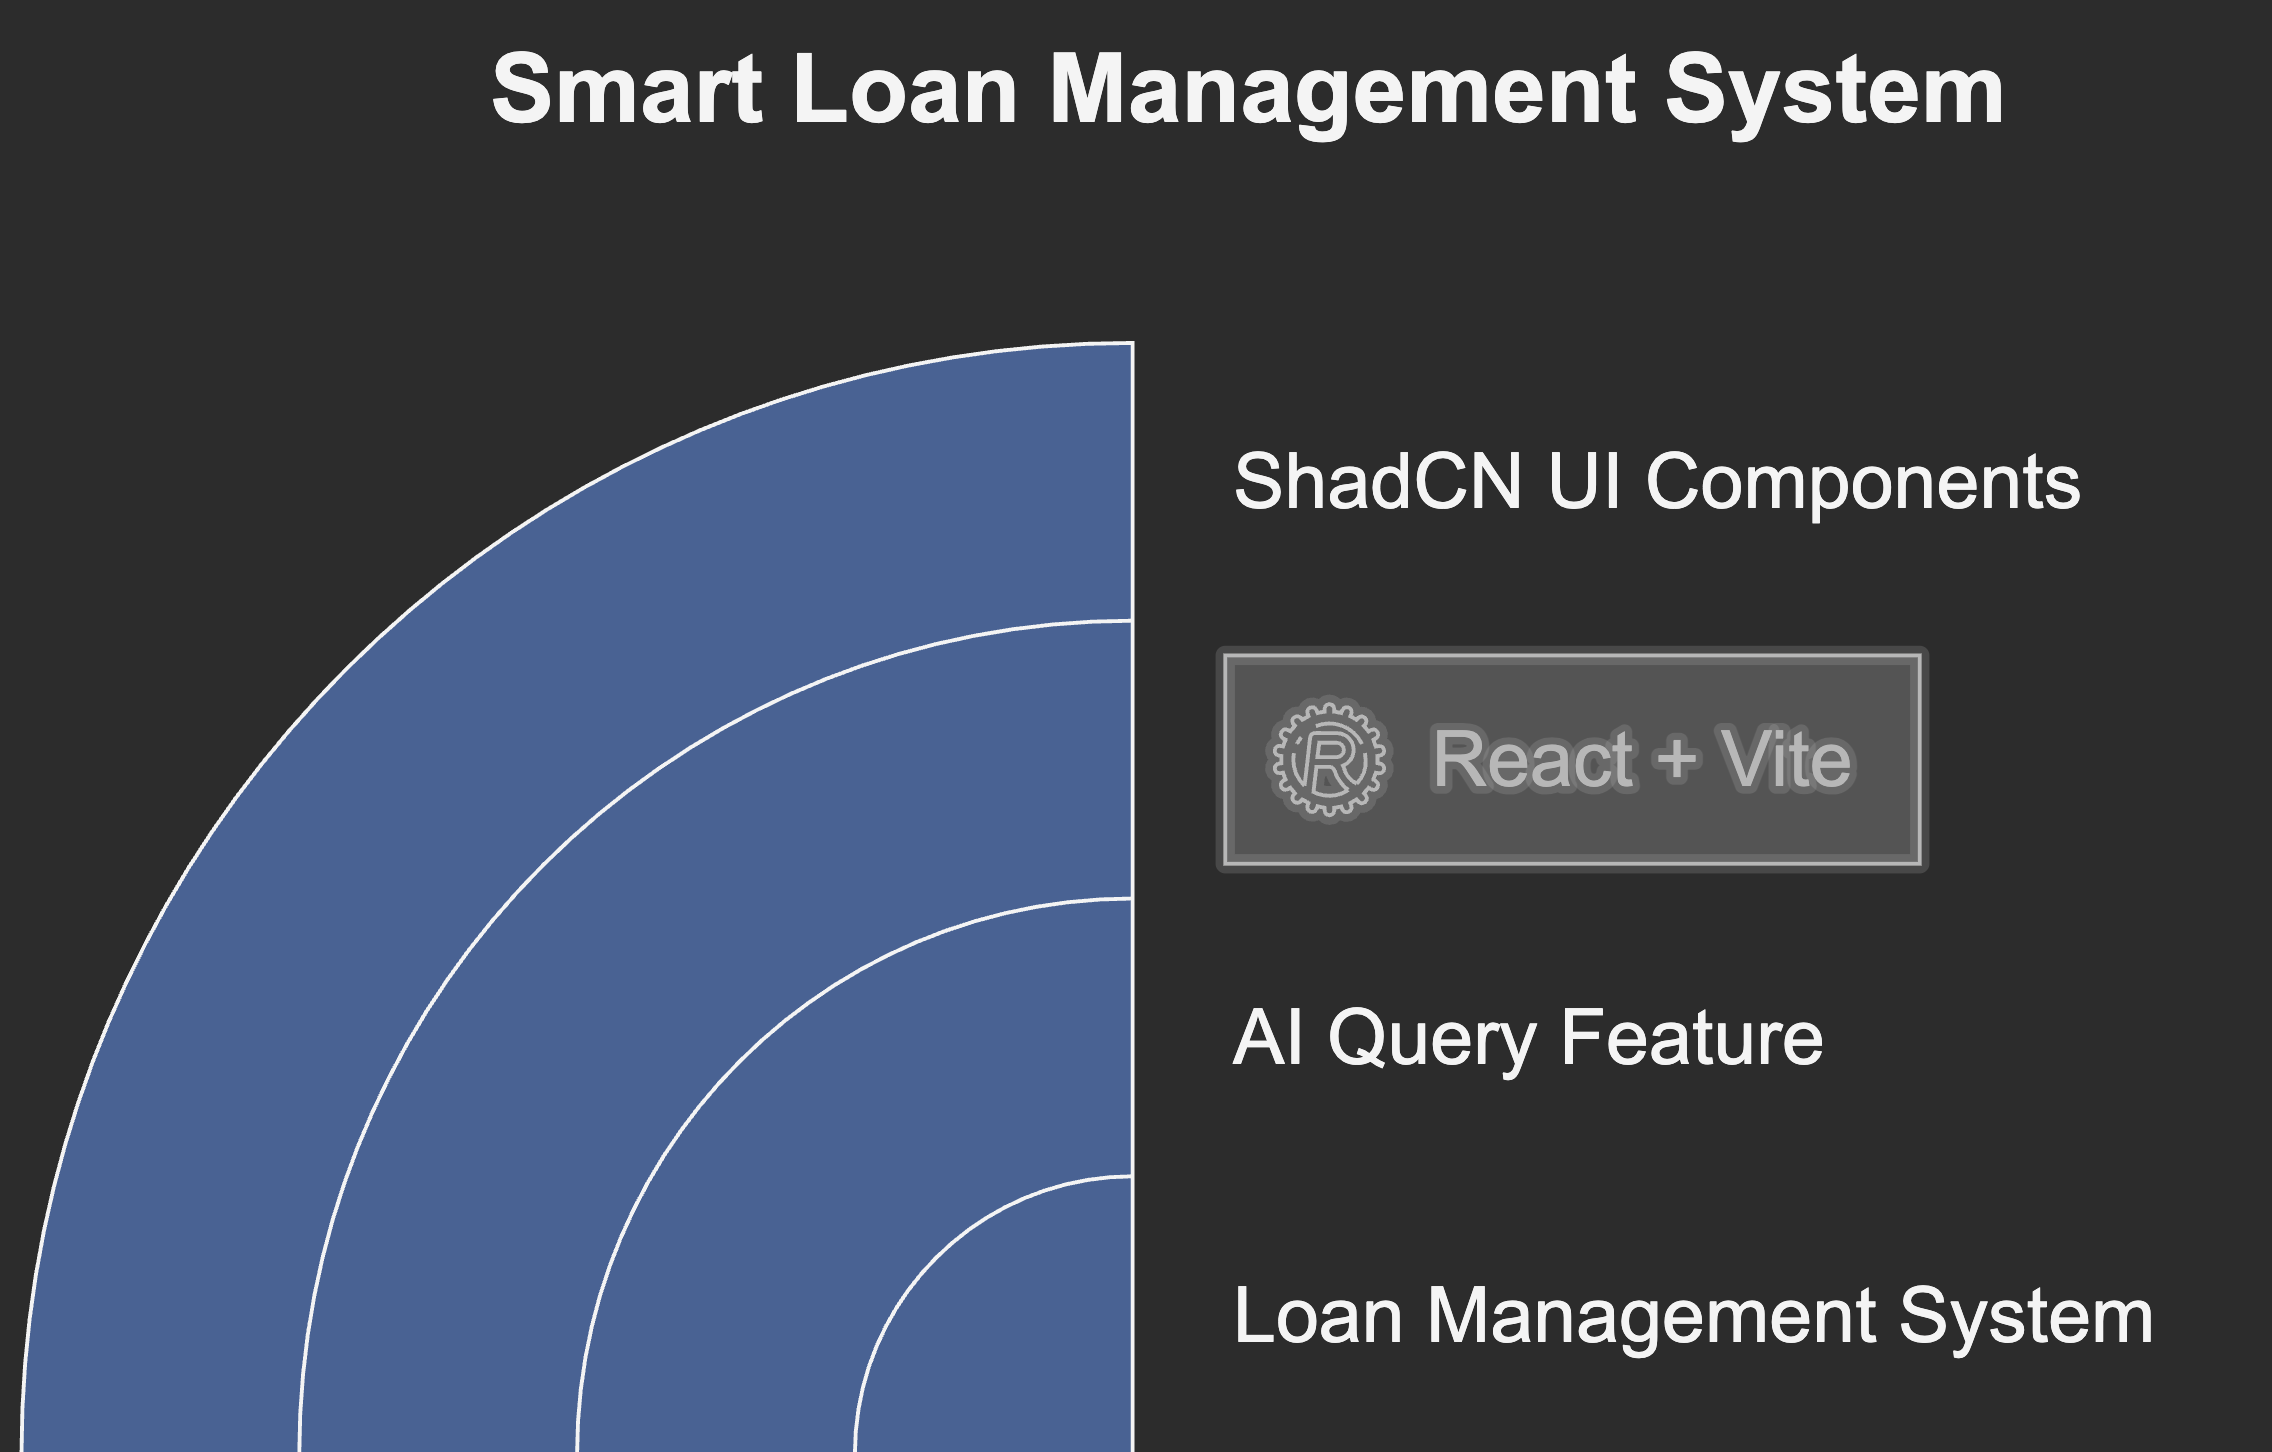 Smart Loan Management System
ShadCN UI Components
R React + Vite
AI Query Feature
Loan Management System